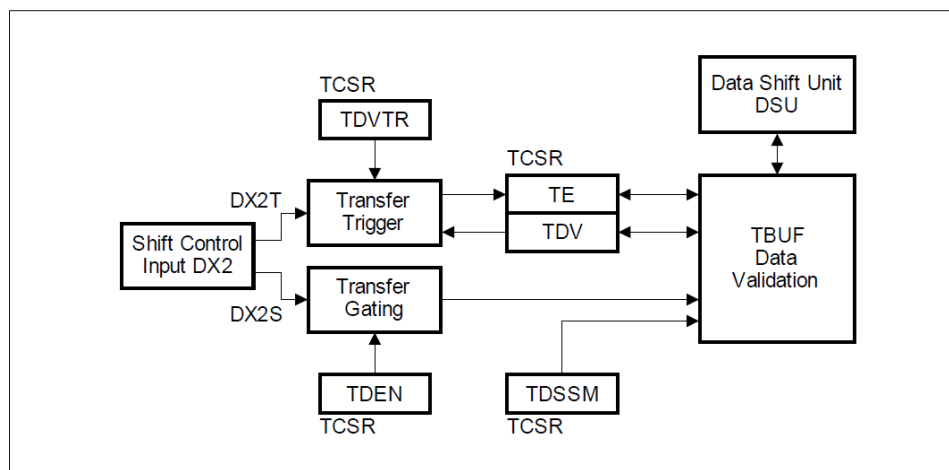 TCSR
TDVTR
Data Shift Unit
DSU
TCSR
DX2T
Transfer
Trigger
TE
TDV
Shift Control
Input DX2
TBUF
Data
Validation
DX2S
Transfer
Gating
TDEN
TCSR
TDSSM
TCSR